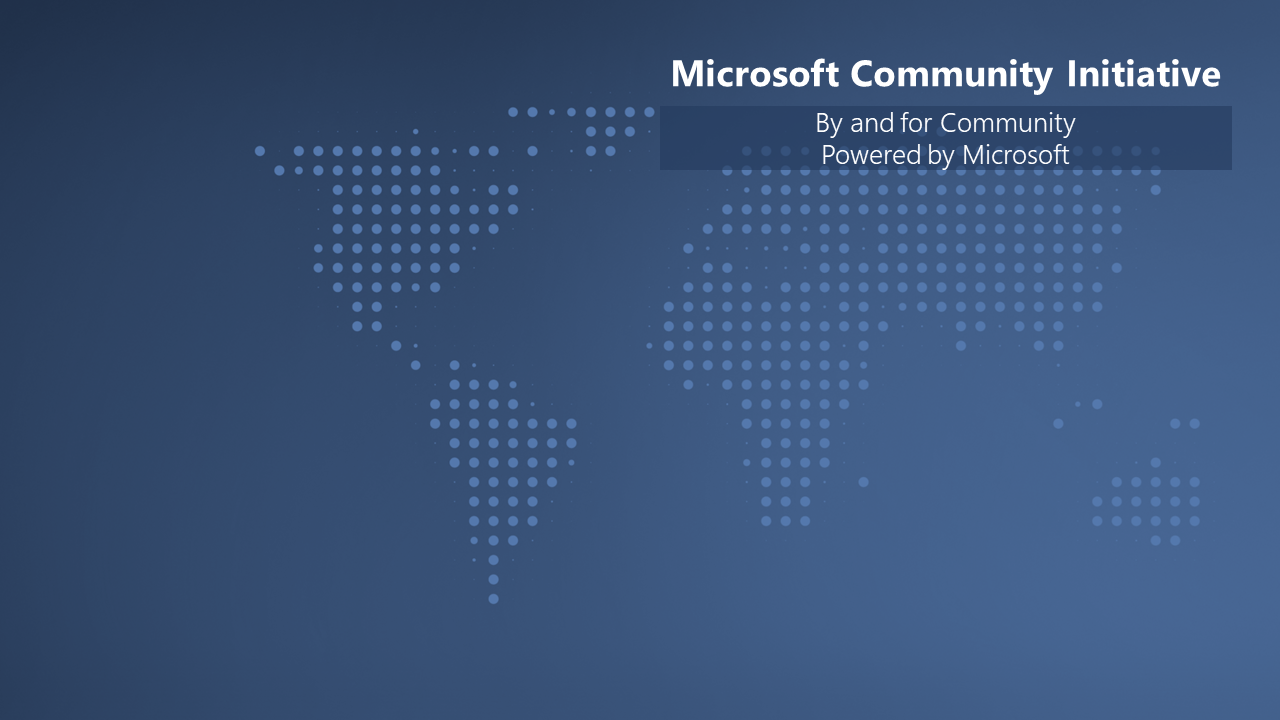 Microsoft Community Initiative
By and for Community
Powered by Microsoft